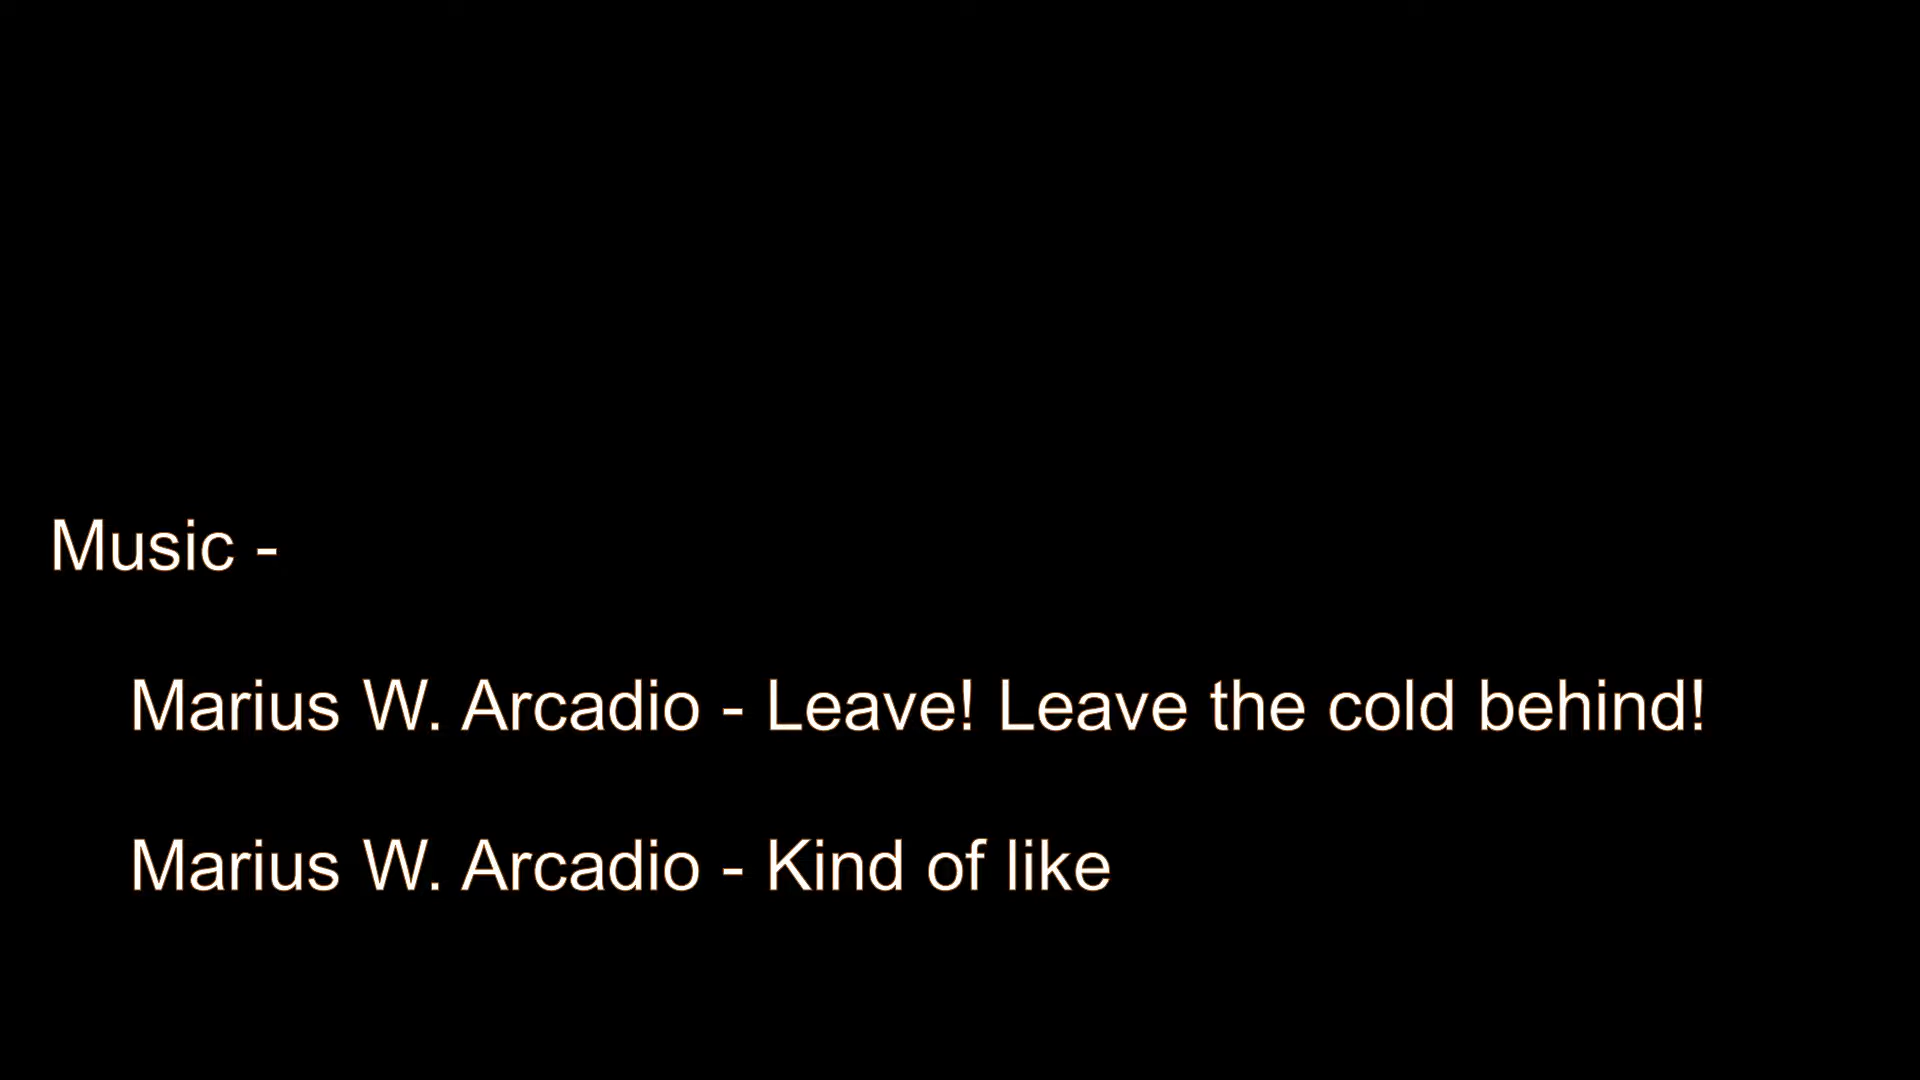 Music -
Marius W. Arcadio - Leave! Leave the cold behind!
Marius W. Arcadio - Kind of like